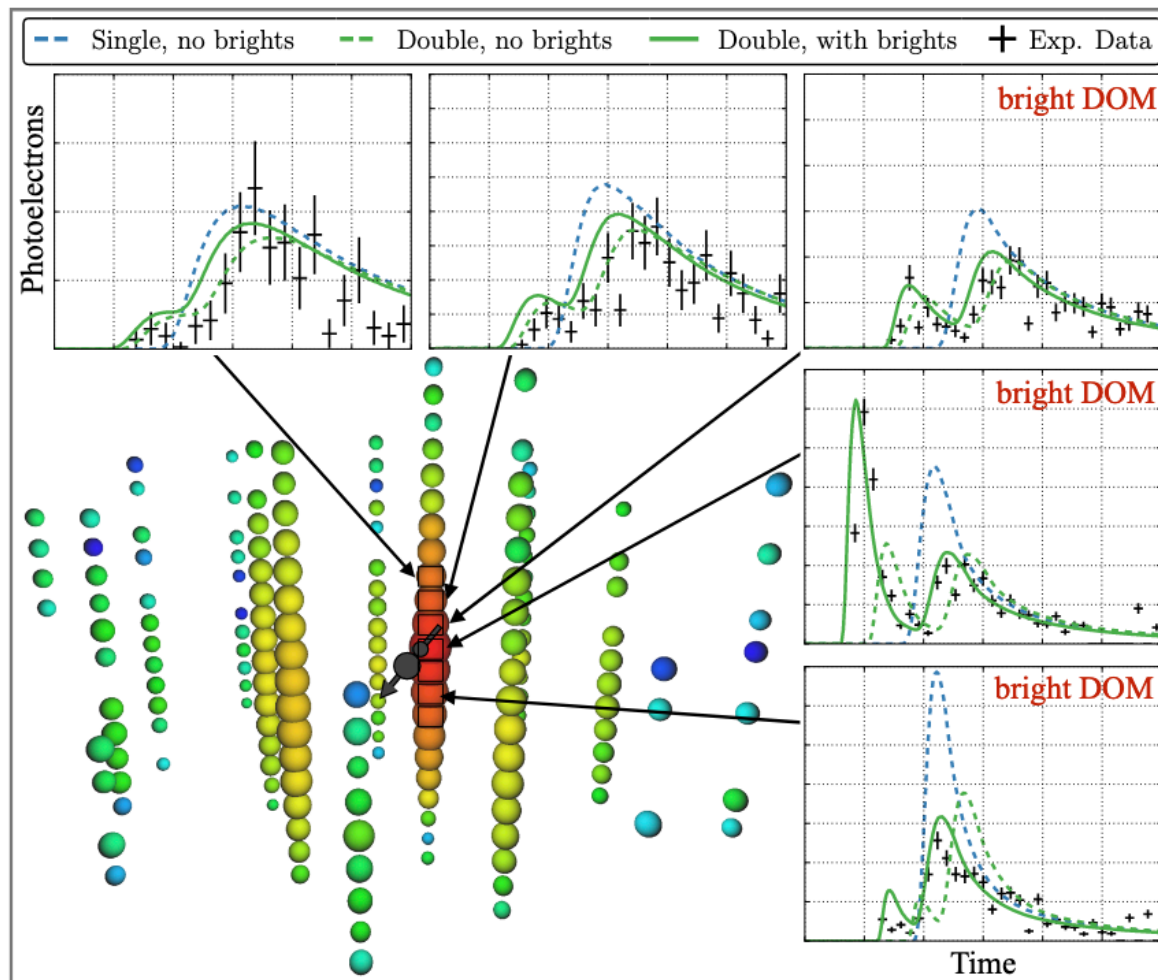 Single, no brights Double, no brights Double, with brights Exp. Data
Photoelectrons
bright DOM
bright DOM
bright DOM
Time